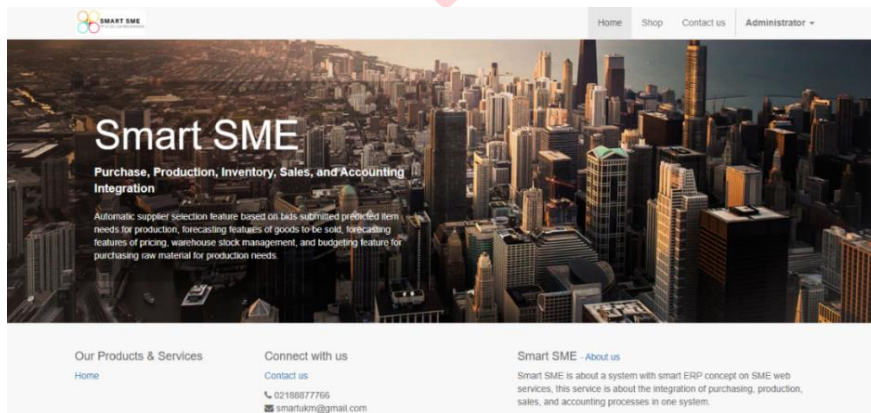 SMART SME
Home Shop Contact us Administrator
Smart SME
Purchase, Production, Inventory, Sales, and Accounting
Integration
Automatic supplier selection feature based on bids submitted predicted item
needs for production, forecasting features of goods to be sold, forecasting
features of pricing, warehouse stock management, and budgeting feature for
purchasing raw material for production needs.
Our Products & Services
Home
Connect with us
Contact us
02188877766
smartukm@gmail.com
Smart SME - About us
Smart SME is about a system with smart ERP concept on SME web
services, this service is about the integration of purchasing, production,
sales, and accounting processes in one system.